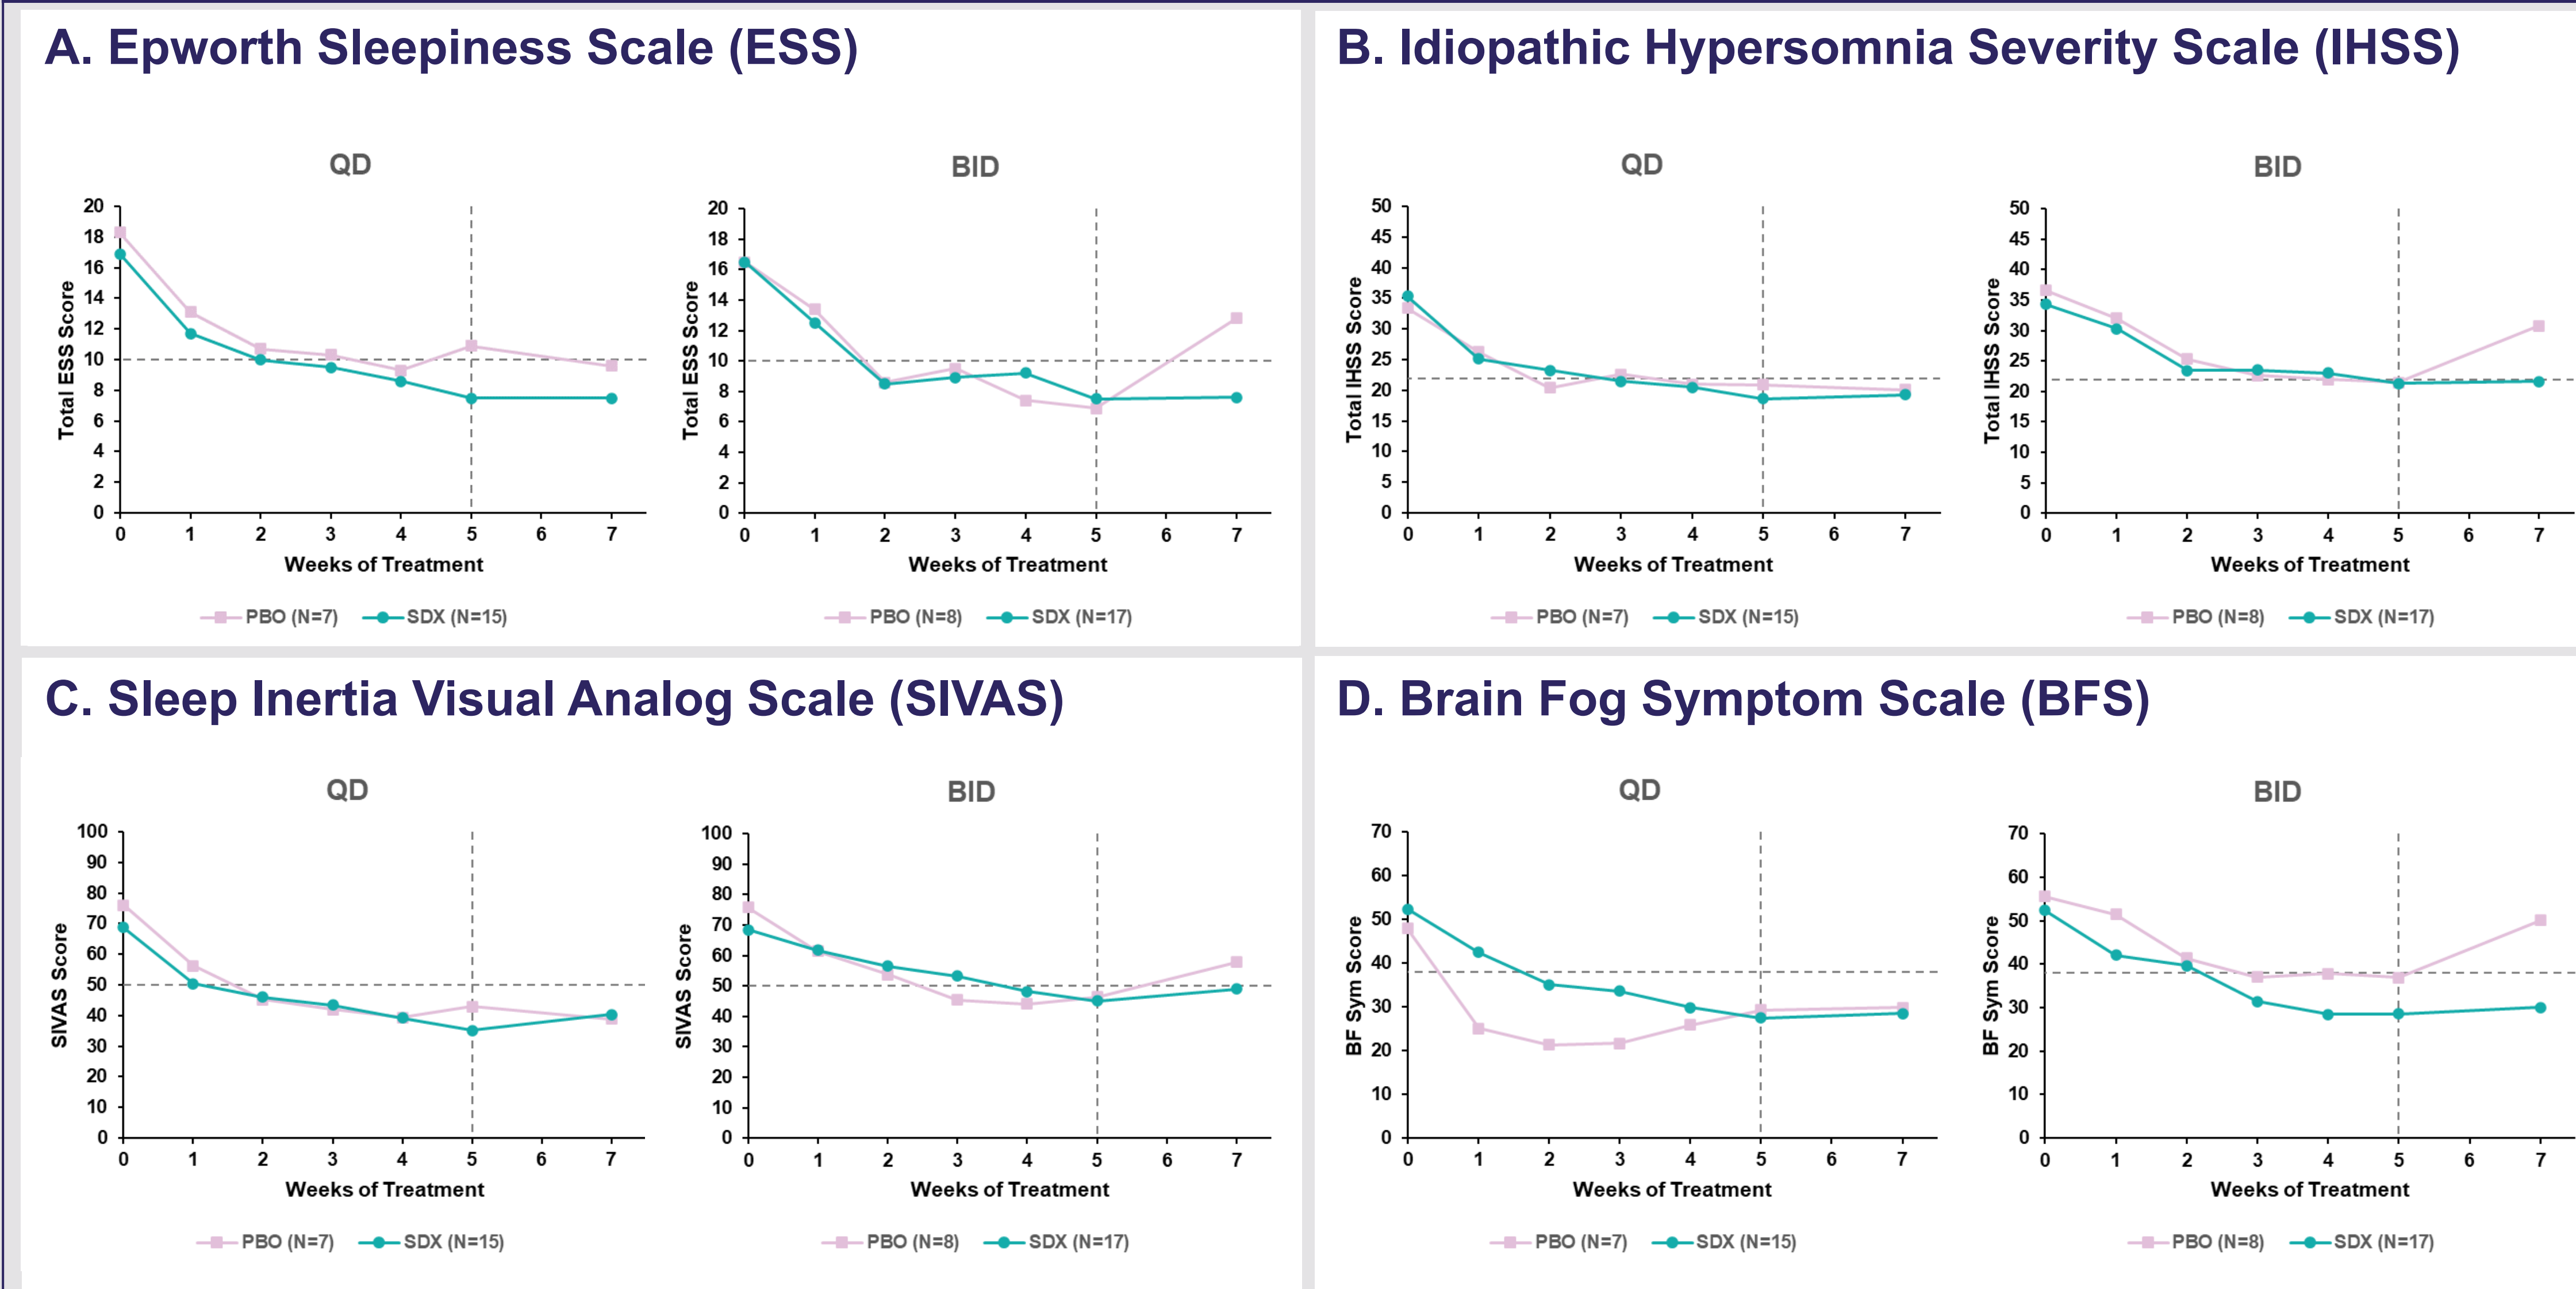 A. Epworth Sleepiness Scale (ESS)
QD
20
18
16
14
12
10
8
6
4
2
0
Total ESS Score
0 1 2 3 4 5 6 7
Weeks of Treatment
PBO (N=7) SDX (N=15)
BID
20
18
16
14
12
10
8
6
4
2
0
Total ESS Score
0 1 2 3 4 5 6 7
Weeks of Treatment
PBO (N=8) SDX (N=17)
B. Idiopathic Hypersomnia Severity Scale (IHSS)
QD
50
45
40
35
30
25
20
15
10
5
0
Total IHSS Score
0 1 2 3 4 5 6 7
Weeks of Treatment
PBO (N=7) SDX (N=15)
BID
50
45
40
35
30
25
20
15
10
5
0
Total IHSS Score
0 1 2 3 4 5 6 7
Weeks of Treatment
PBO (N=8) SDX (N=17)
C. Sleep Inertia Visual Analog Scale (SIVAS)
QD
100
90
80
70
60
50
40
30
20
10
0
SIVAS Score
0 1 2 3 4 5 6 7
Weeks of Treatment
PBO (N=7) SDX (N=15)
BID
100
90
80
70
60
50
40
30
20
10
0
SIVAS Score
0 1 2 3 4 5 6 7
Weeks of Treatment
PBO (N=8) SDX (N=17)
D. Brain Fog Symptom Scale (BFS)
QD
70
60
50
40
30
20
10
0
BF Sym Score
0 1 2 3 4 5 6 7
Weeks of Treatment
PBO (N=7) SDX (N=15)
BID
70
60
50
40
30
20
10
0
BF Sym Score
0 1 2 3 4 5 6 7
Weeks of Treatment
PBO (N=8) SDX (N=17)